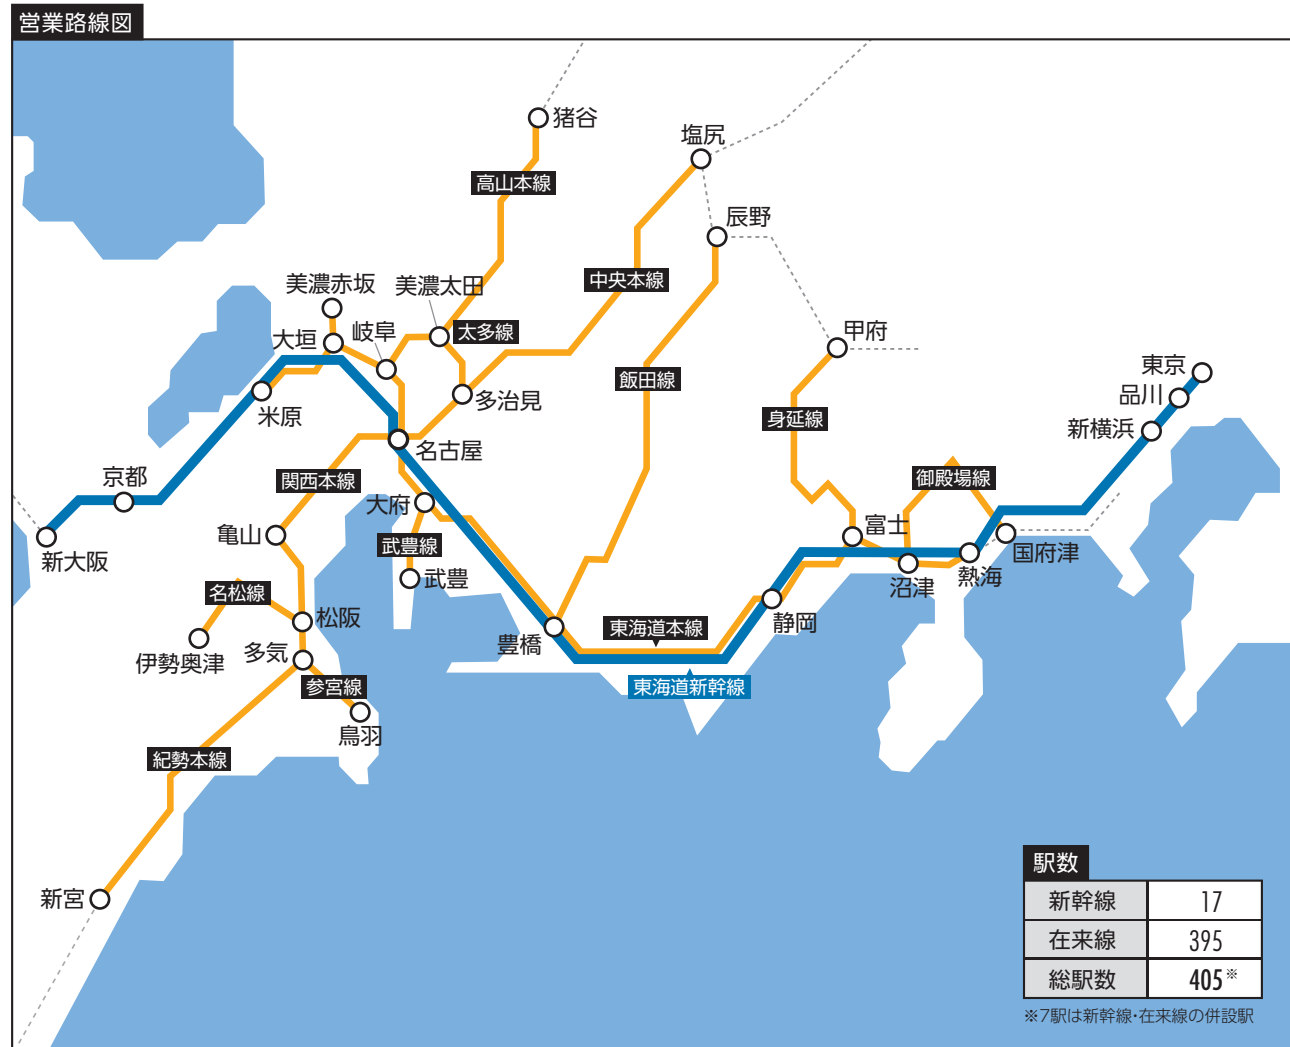 営業路線図
猪谷
塩尻
高山本線
辰野
美濃赤坂
美濃太田
中央本線
大垣
岐阜
太多線
甲府
東京
飯田線
品川
米原
多治見
身延線
新横浜
名古屋
京都
関西本線
御殿場線
大府
亀山
富士
武豊線
国府津
新大阪
武豊
熱海
沼津
名松線
松阪
静岡
東海道本線
豊橋
多気
伊勢奥津
参宮線
東海道新幹線
鳥羽
紀勢本線
新宮
駅数
新幹線 17
在来線 395
総駅数 405※
※7駅は新幹線・在来線の併設駅